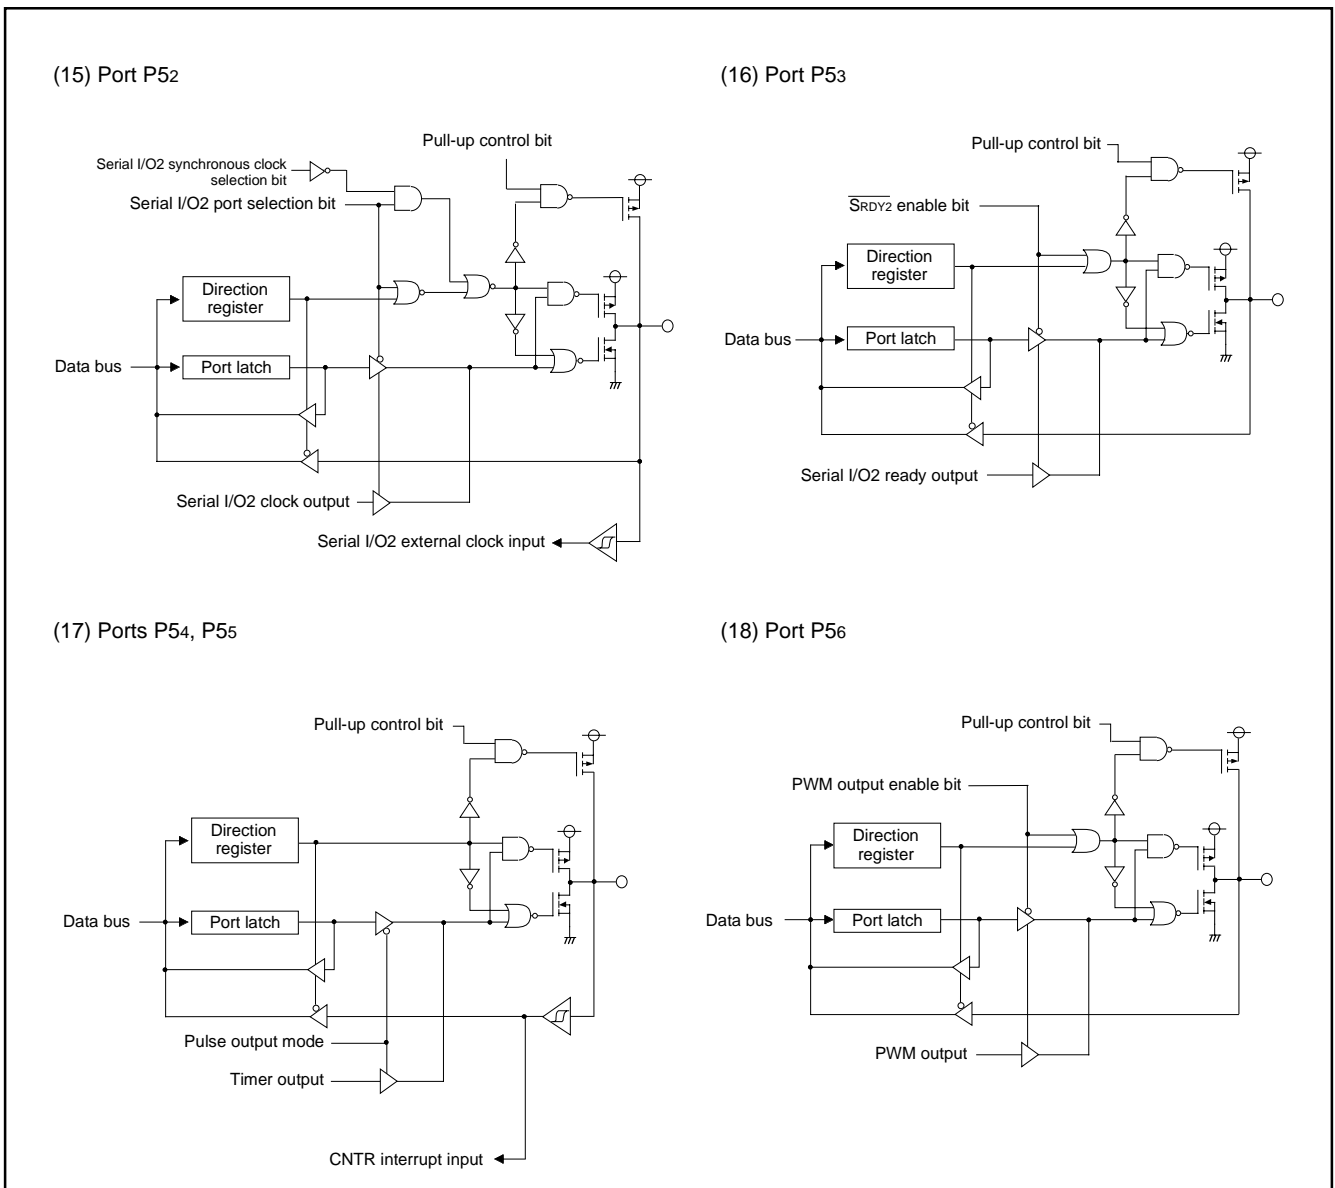 (15) Port P52
Pull-up control bit
Serial I/O2 synchronous clock
selection bit
Serial I/O2 port selection bit
Direction
register
Data bus
Port latch
Serial I/O2 clock output
Serial I/O2 external clock input
(16) Port P53
Pull-up control bit
SRDY2 enable bit
Direction
register
Data bus
Port latch
Serial I/O2 ready output
(17) Ports P54, P55
Pull-up control bit
Direction
register
Data bus
Port latch
Pulse output mode
Timer output
CNTR interrupt input
(18) Port P56
Pull-up control bit
PWM output enable bit
Direction
register
Data bus
Port latch
PWM output